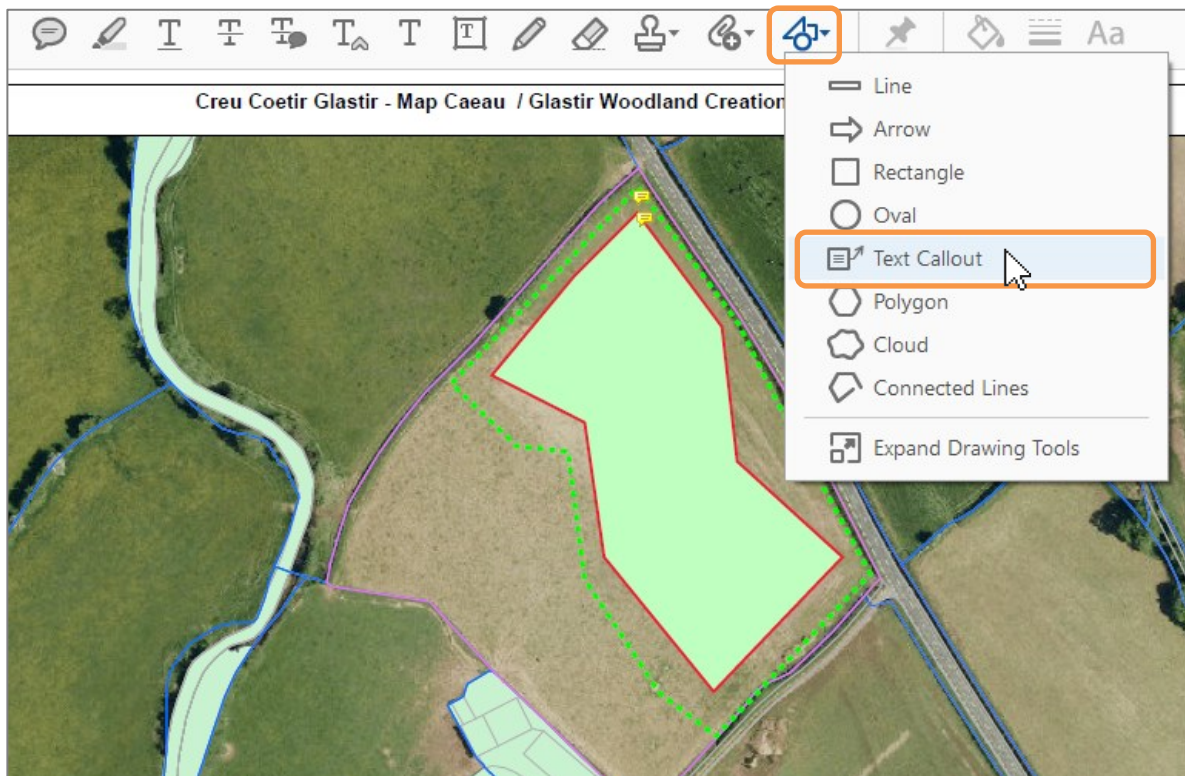 T T T T T T Aa
Creu Coetir Glastir - Map Caeau / Glastir Woodland Creation
Line
Arrow
Rectangle
Oval
Text Callout
Polygon
Cloud
Connected Lines
Expand Drawing Tools